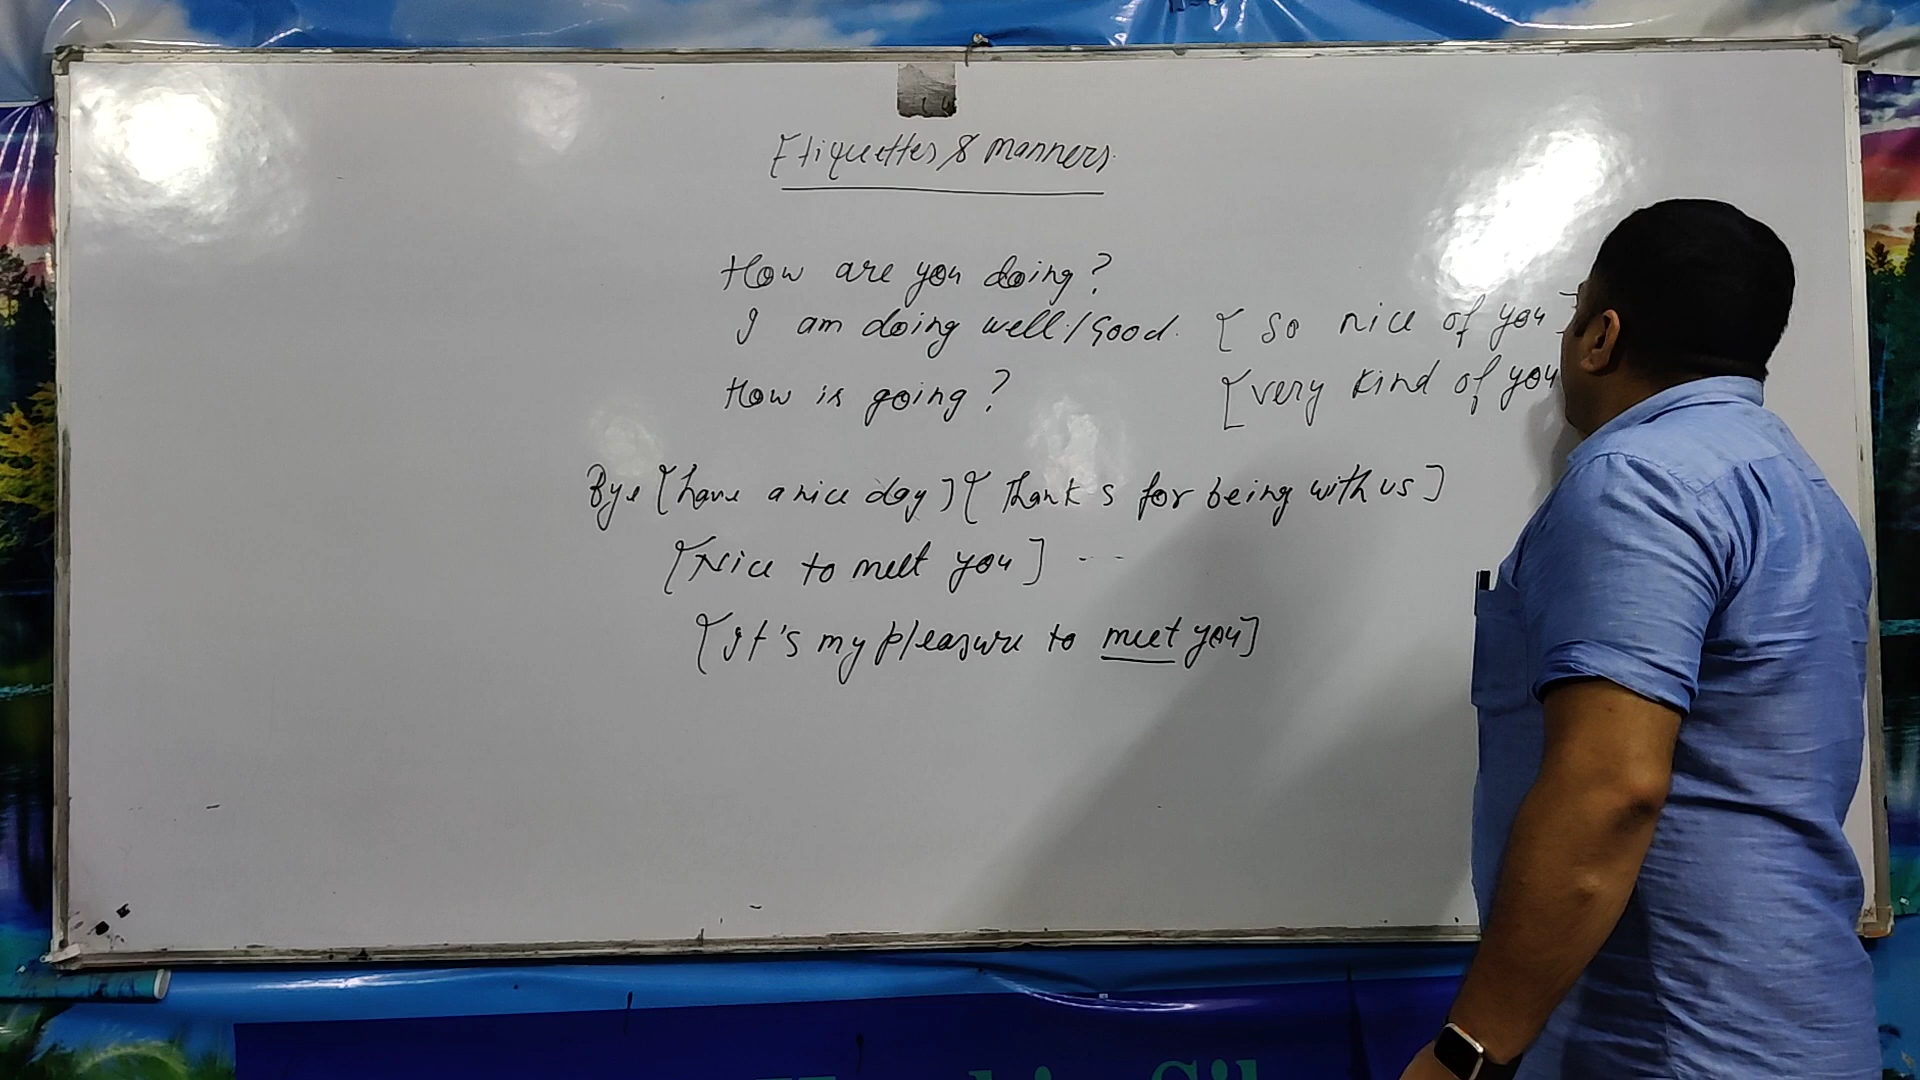 Etiquettes & manners.
How are you doing?
I am doing well / Good. [ so nice of you ]
How is going? [ very kind of you
Bye [ have a nice day ] [ Thanks for being with us ]
[ Nice to meet you ] - - -
[ It's my pleasure to meet you ]